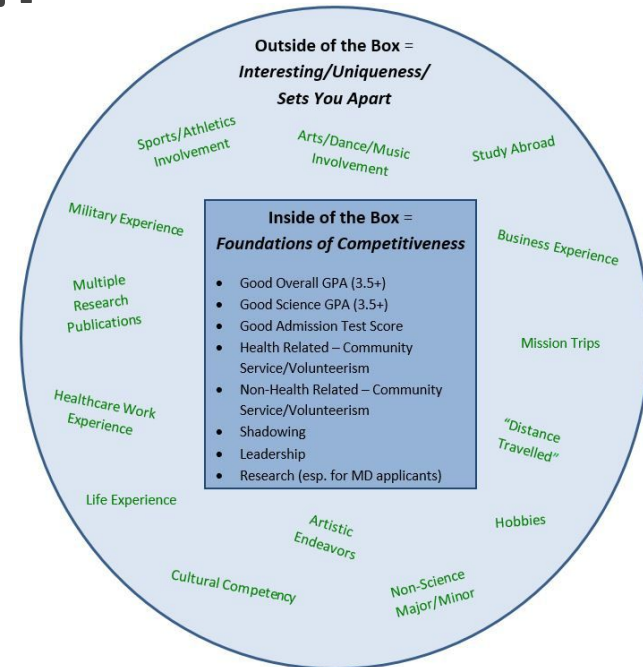 Outside of the Box =
Interesting/Uniqueness/
Sets You Apart
Sports/Athletics
Involvement
Arts/Dance/Music
Involvement
Study Abroad
Military Experience
Business Experience
Multiple
Research
Publications
Mission Trips
Healthcare Work
Experience
"Distance
Travelled"
Life Experience
Hobbies
Artistic
Endeavors
Cultural Competency
Non-Science
Major/Minor
Inside of the Box =
Foundations of Competitiveness
• Good Overall GPA (3.5+)
• Good Science GPA (3.5+)
• Good Admission Test Score
• Health Related – Community
Service/Volunteerism
• Non-Health Related – Community
Service/Volunteerism
• Shadowing
• Leadership
• Research (esp. for MD applicants)